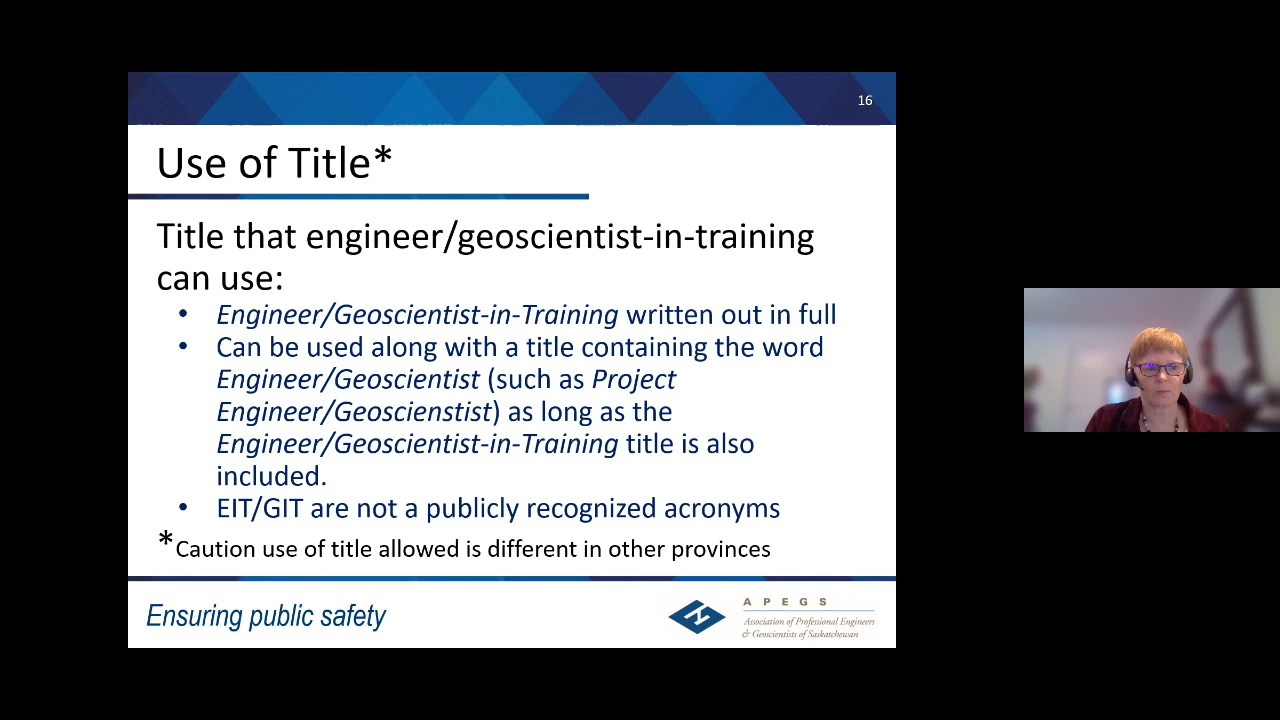 16
Use of Title*
Title that engineer/geoscientist-in-training
can use:
• Engineer/Geoscientist-in-Training written out in full
• Can be used along with a title containing the word
Engineer/Geoscientist (such as Project
Engineer/Geoscienstist) as long as the
Engineer/Geoscientist-in-Training title is also
included.
• EIT/GIT are not a publicly recognized acronyms
*Caution use of title allowed is different in other provinces
Ensuring public safety
APEGS
Association of Professional Engineers
& Geoscientists of Saskatchewan